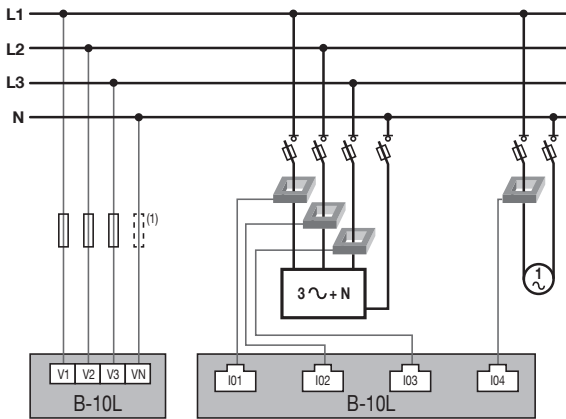 L1
L2
L3
N
(1)
3 ∿ + N
1
∿
V1 V2 V3 VN
B-10L
I01 I02 I03 I04
B-10L